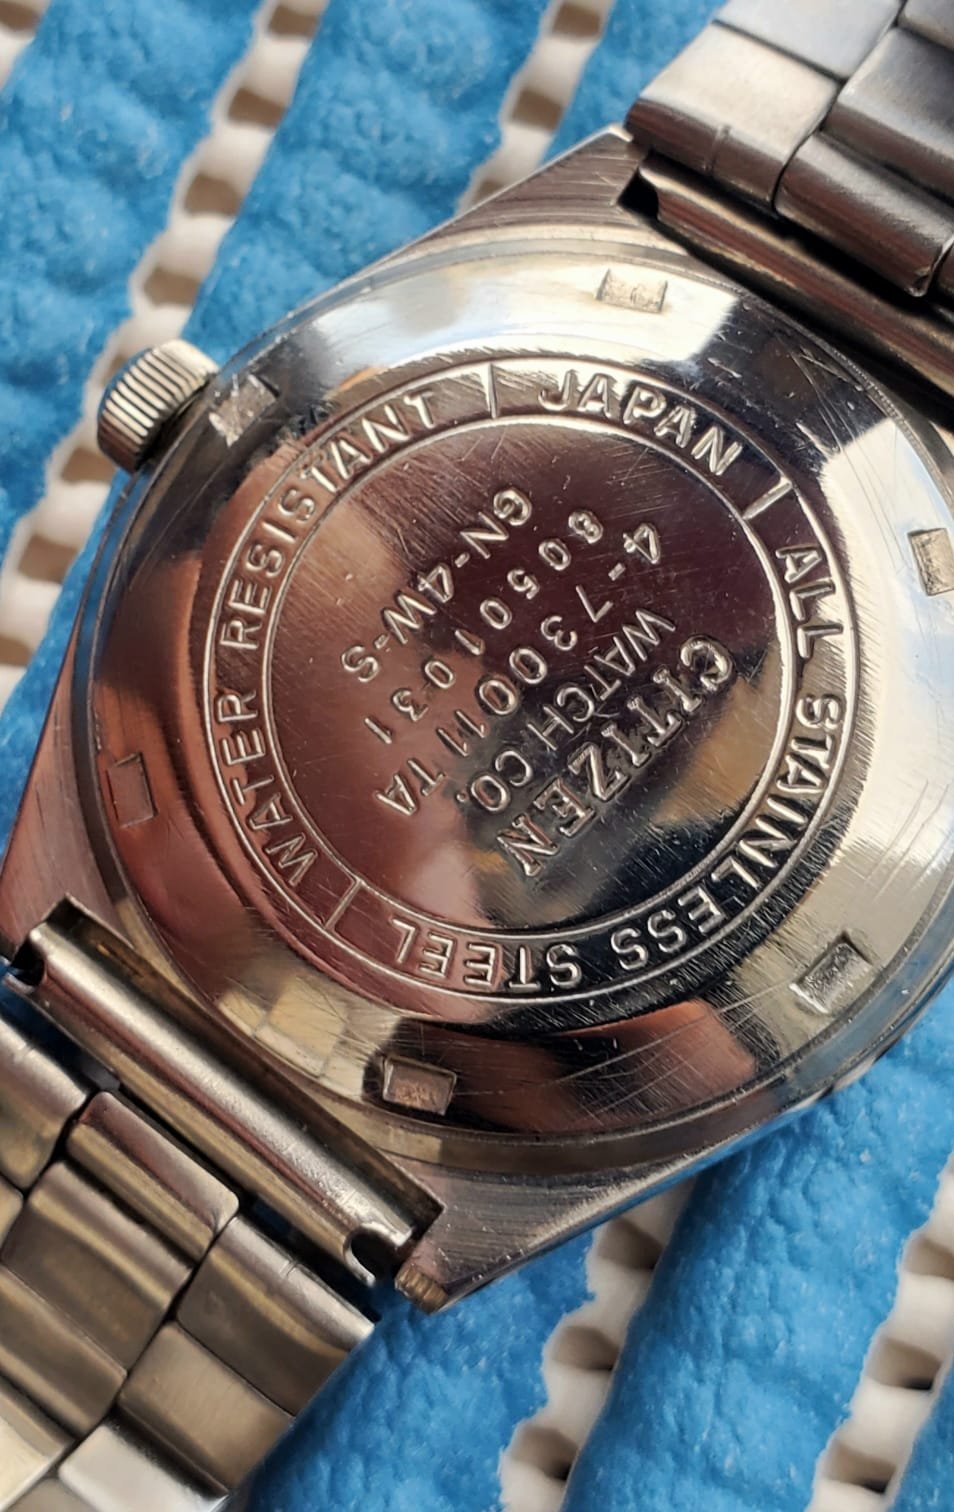 CITIZEN
WATCH CO.
4-730011 TA
80501031
GN-4W-S
WATER RESISTANT | JAPAN | ALL STAINLESS STEEL |